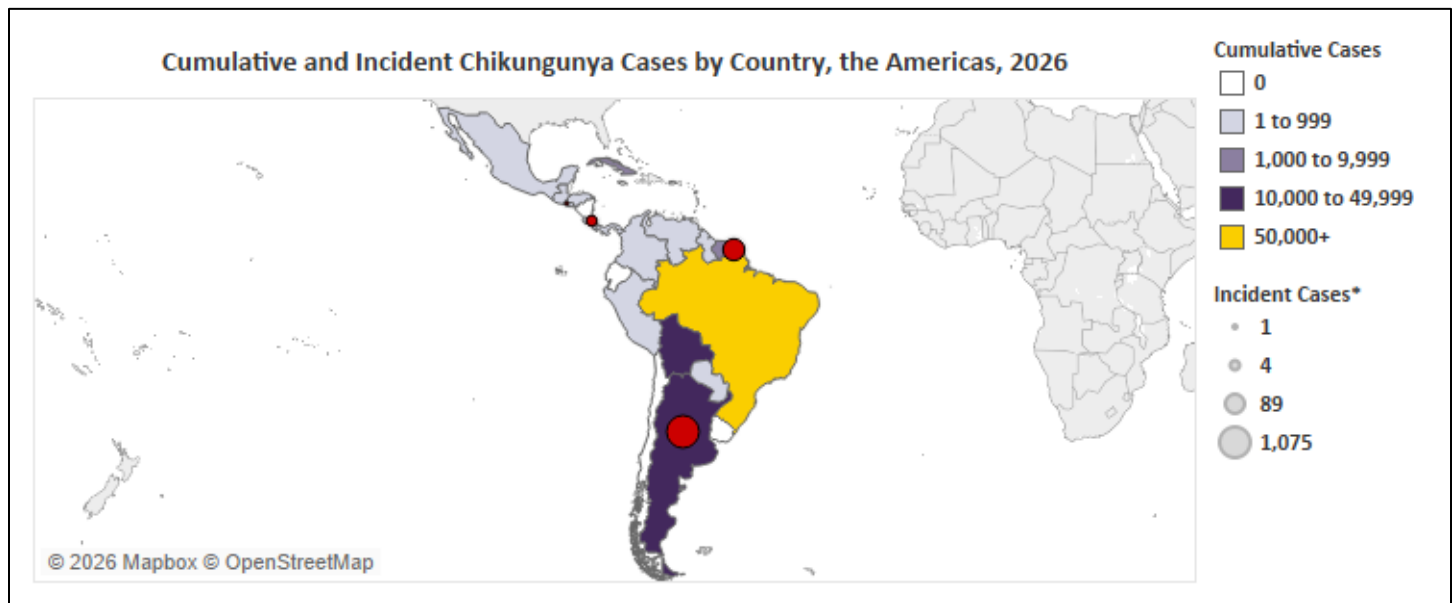 Cumulative and Incident Chikungunya Cases by Country, the Americas, 2026
Cumulative Cases
0
1 to 999
1,000 to 9,999
10,000 to 49,999
50,000+
Incident Cases*
1
4
89
1,075
© 2026 Mapbox © OpenStreetMap